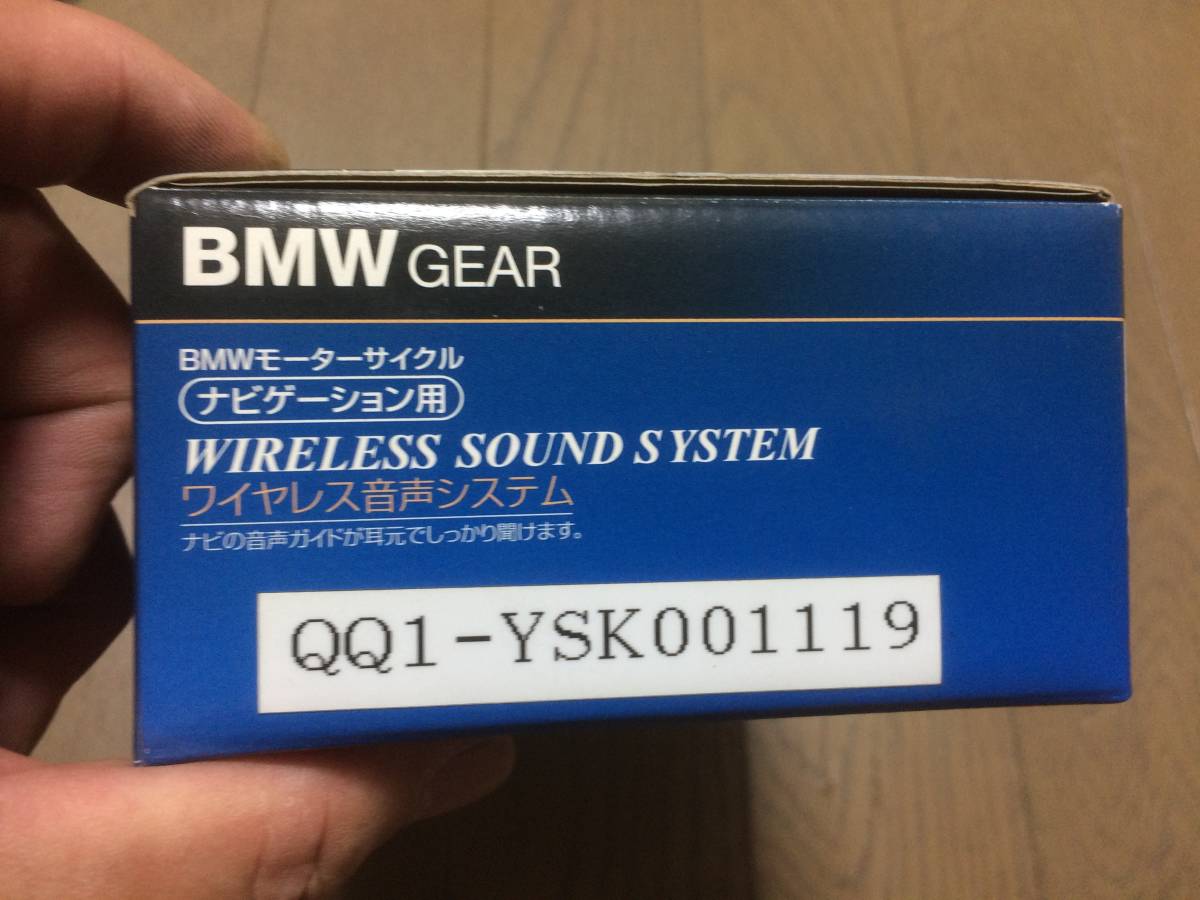 BMW GEAR
BMWモーターサイクル
ナビゲーション用
WIRELESS SOUND SYSTEM
ワイヤレス音声システム
ナビの音声ガイドが耳元でしっかり聞けます。
QQ1-YSK001119